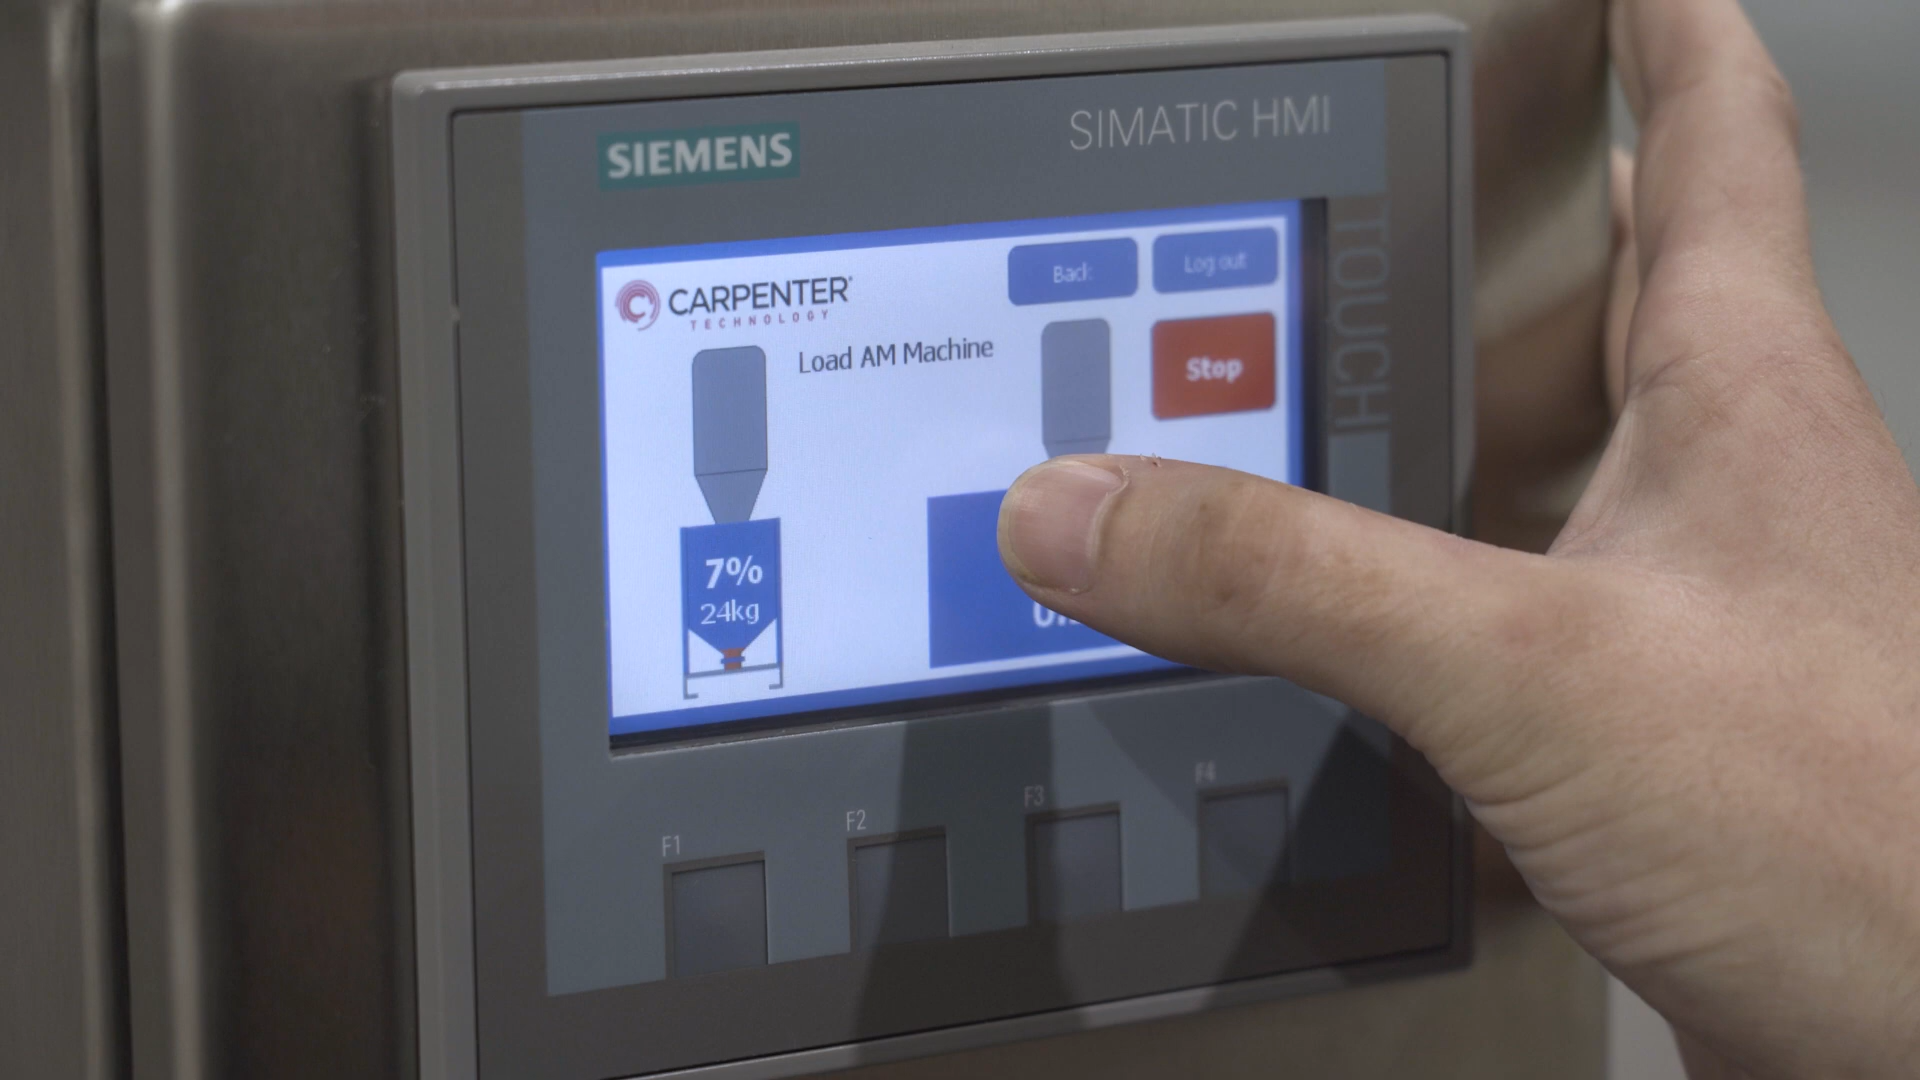 SIEMENS
SIMATIC HMI
TOUCH
CARPENTER
TECHNOLOGY
Back
Log out
Load AM Machine
Stop
7%
24kg
F1
F2
F3
F4